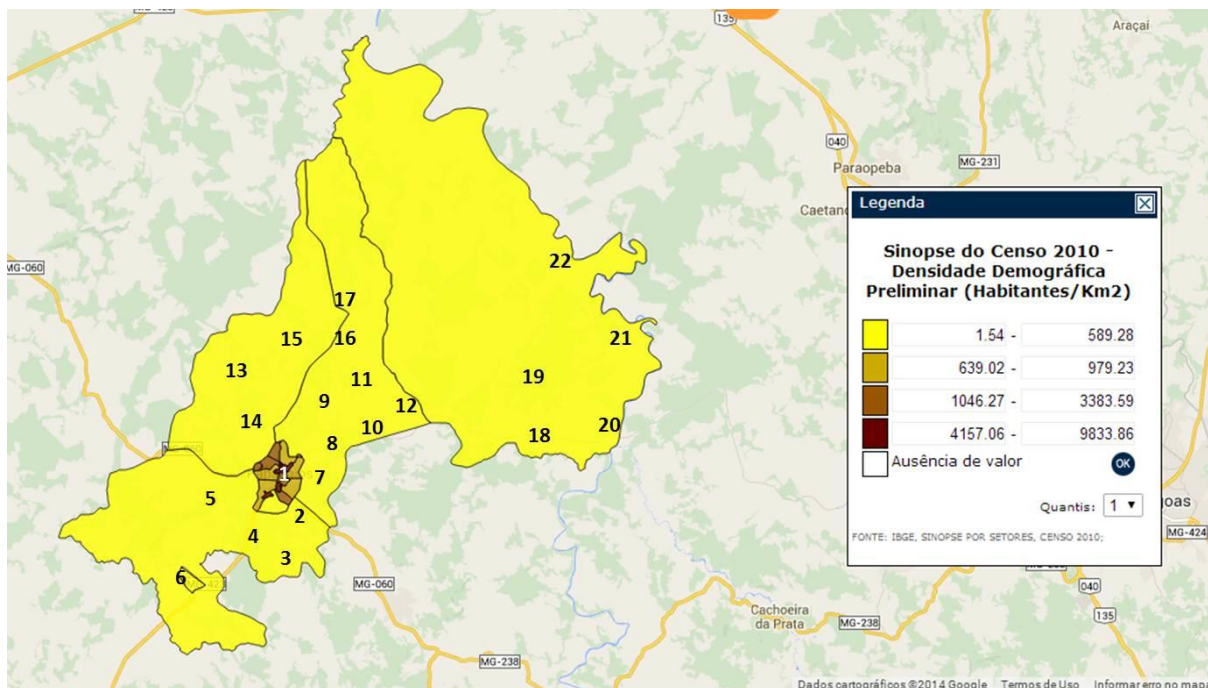 135
Araçaí
040
Paraopeba
MG-231
Caetano
MG-060
Legenda
Sinopse do Censo 2010 -
Densidade Demográfica
Preliminar (Habitantes/Km2)
1.54 - 589.28
639.02 - 979.23
1046.27 - 3383.59
4157.06 - 9833.86
Ausência de valor
OK
Quantis: 1
FONTE: IBGE, SINOPSE POR SETORES, CENSO 2010;
22
17
15
16
21
13
11
19
9
12
14
10
18
20
8
1
7
5
2
4
3
6
MG-060
oas
MG-424
040
135
Cachoeira
da Prata
MG-238
MG-238
Dados cartográficos ©2014 Google
Termos de Uso
Informar erro no mapa